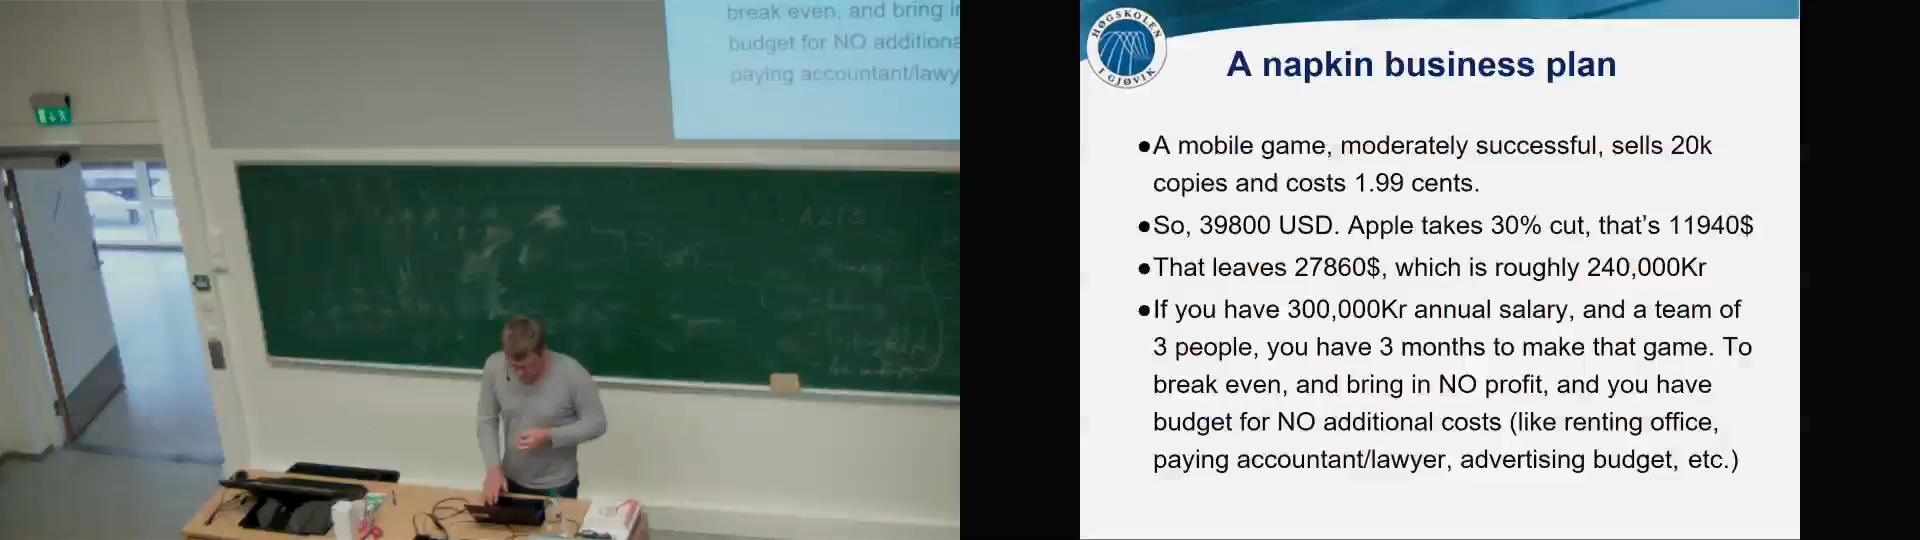 break even, and bring i
budget for NO additiona
paying accountant/lawy
HØGSKOLEN
I GJØVIK
A napkin business plan
●A mobile game, moderately successful, sells 20k
copies and costs 1.99 cents.
●So, 39800 USD. Apple takes 30% cut, that's 11940$
●That leaves 27860$, which is roughly 240,000Kr
●If you have 300,000Kr annual salary, and a team of
3 people, you have 3 months to make that game. To
break even, and bring in NO profit, and you have
budget for NO additional costs (like renting office,
paying accountant/lawyer, advertising budget, etc.)